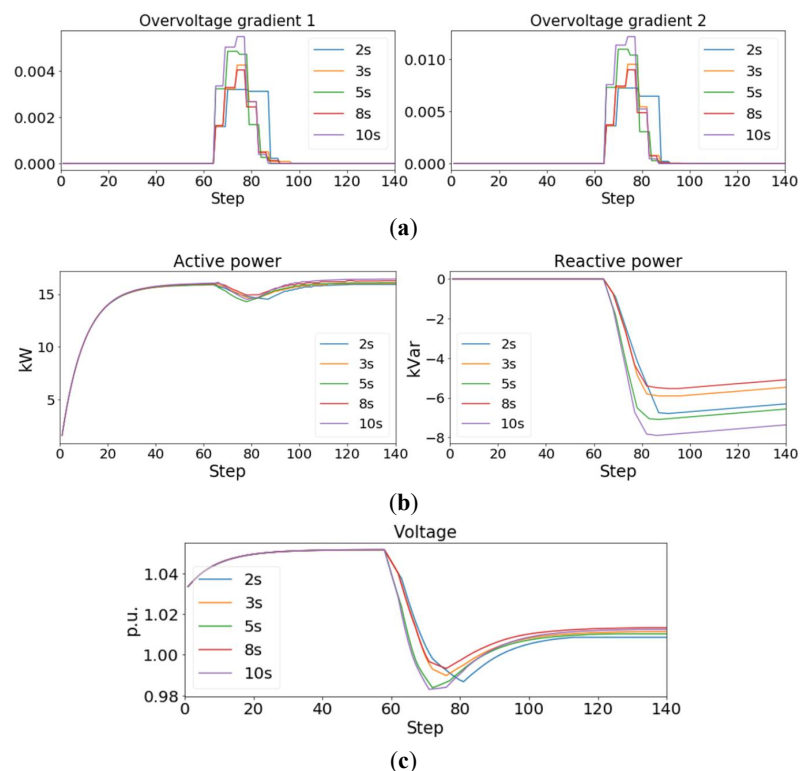 Overvoltage gradient 1
0.004
0.002
0.000
2s
3s
5s
8s
10s
0 20 40 60 80 100 120 140
Step
Overvoltage gradient 2
0.010
0.005
0.000
2s
3s
5s
8s
10s
0 20 40 60 80 100 120 140
Step
(a)
Active power
kW
15
10
5
2s
3s
5s
8s
10s
0 20 40 60 80 100 120 140
Step
Reactive power
kVar
0
−2
−4
−6
−8
2s
3s
5s
8s
10s
0 20 40 60 80 100 120 140
Step
(b)
Voltage
p.u.
1.04
1.02
1.00
0.98
2s
3s
5s
8s
10s
0 20 40 60 80 100 120 140
Step
(c)